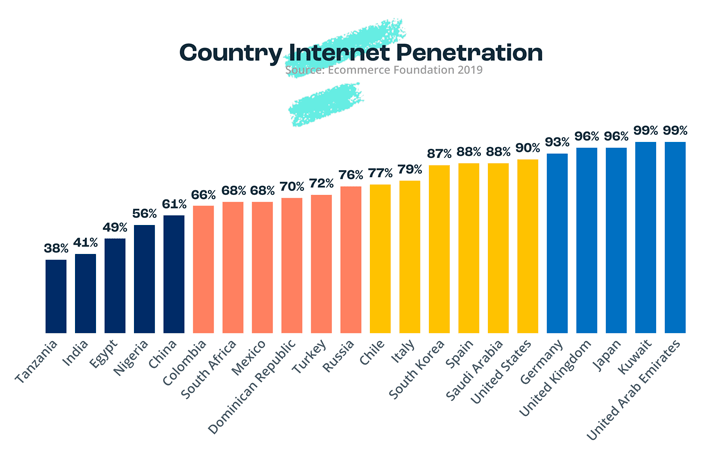 Country Internet Penetration
Source: Ecommerce Foundation 2019
38%
41%
49%
56%
61%
66%
68%
68%
70%
72%
76%
77%
79%
87%
88%
88%
90%
93%
96%
96%
99%
99%
Tanzania
India
Egypt
Nigeria
China
Colombia
South Africa
Mexico
Dominican Republic
Turkey
Russia
Chile
Italy
South Korea
Spain
Saudi Arabia
United States
Germany
United Kingdom
Japan
Kuwait
United Arab Emirates